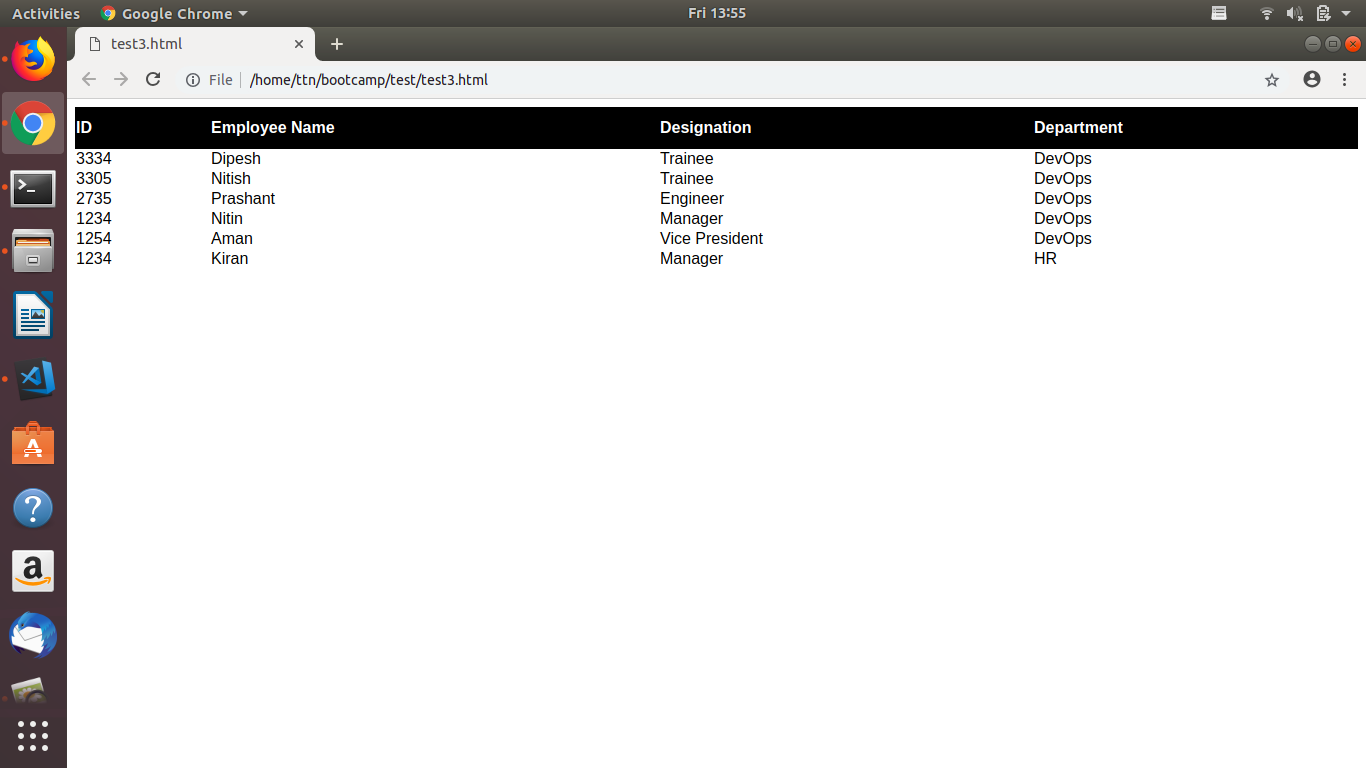 Activities Google Chrome Fri 13:55
test3.html
File /home/ttn/bootcamp/test/test3.html
ID Employee Name Designation Department
3334 Dipesh Trainee DevOps
3305 Nitish Trainee DevOps
2735 Prashant Engineer DevOps
1234 Nitin Manager DevOps
1254 Aman Vice President DevOps
1234 Kiran Manager HR